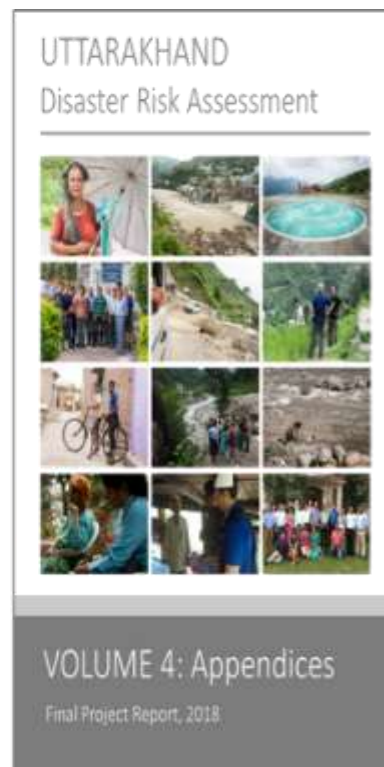 UTTARAKHAND
Disaster Risk Assessment
VOLUME 4: Appendices
Final Project Report, 2018